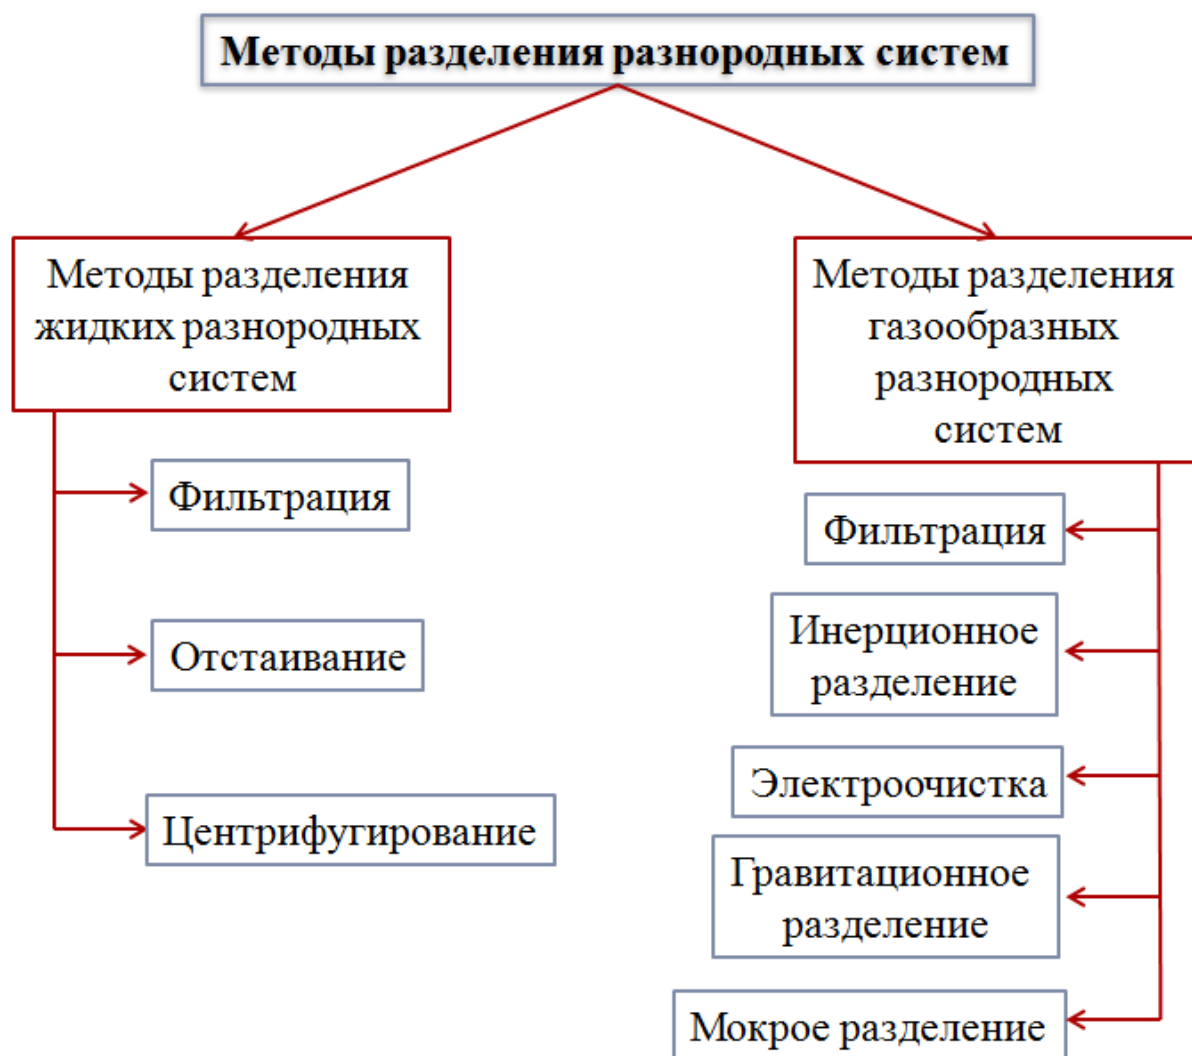 Методы разделения разнородных систем
Методы разделения
жидких разнородных
систем
Фильтрация
Отстаивание
Центрифугирование
Методы разделения
газообразных
разнородных
систем
Фильтрация
Инерционное
разделение
Электроочистка
Гравитационное
разделение
Мокрое разделение